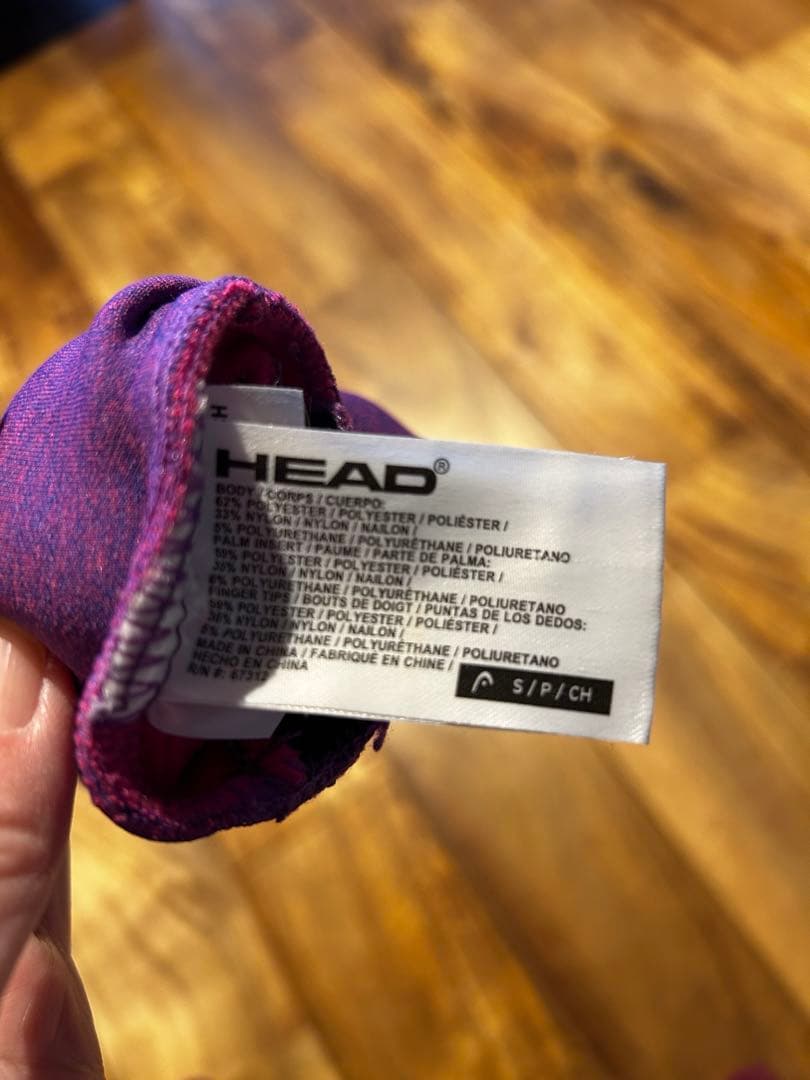 H
HEAD®
BODY / CORPS / CUERPO:
62% POLYESTER / POLYESTER / POLIÉSTER /
33% NYLON / NYLON / NAILON /
5% POLYURETHANE / POLYURÉTHANE / POLIURETANO
PALM INSERT / PAUME / PARTE DE PALMA:
59% POLYESTER / POLYESTER / POLIÉSTER /
35% NYLON / NYLON / NAILON /
6% POLYURETHANE / POLYURÉTHANE / POLIURETANO
FINGER TIPS / BOUTS DE DOIGT / PUNTAS DE LOS DEDOS:
59% POLYESTER / POLYESTER / POLIÉSTER /
NYLON / NYLON / NAILON /
POLYURETHANE / POLYURÉTHANE / POLIURETANO
MADE IN CHINA / FABRIQUÉ EN CHINE /
HECHO EN CHINA
R/N #:
S/P/CH